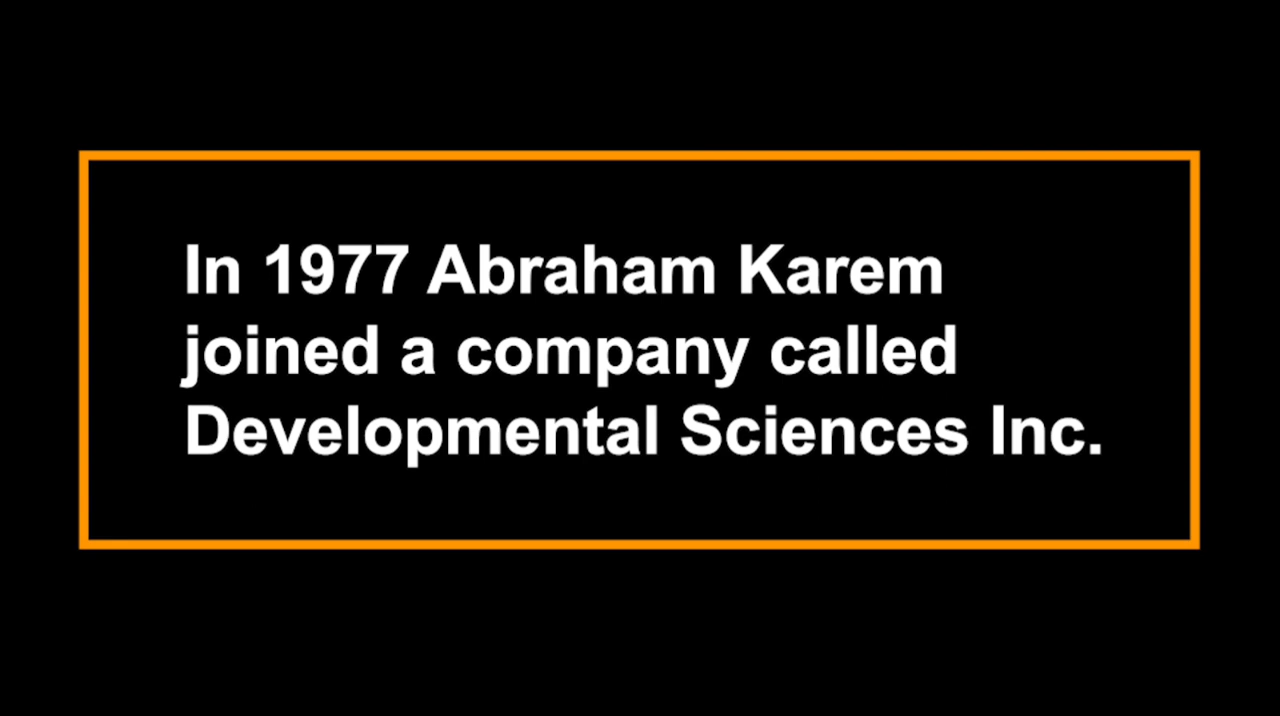 In 1977 Abraham Karem
joined a company called
Developmental Sciences Inc.